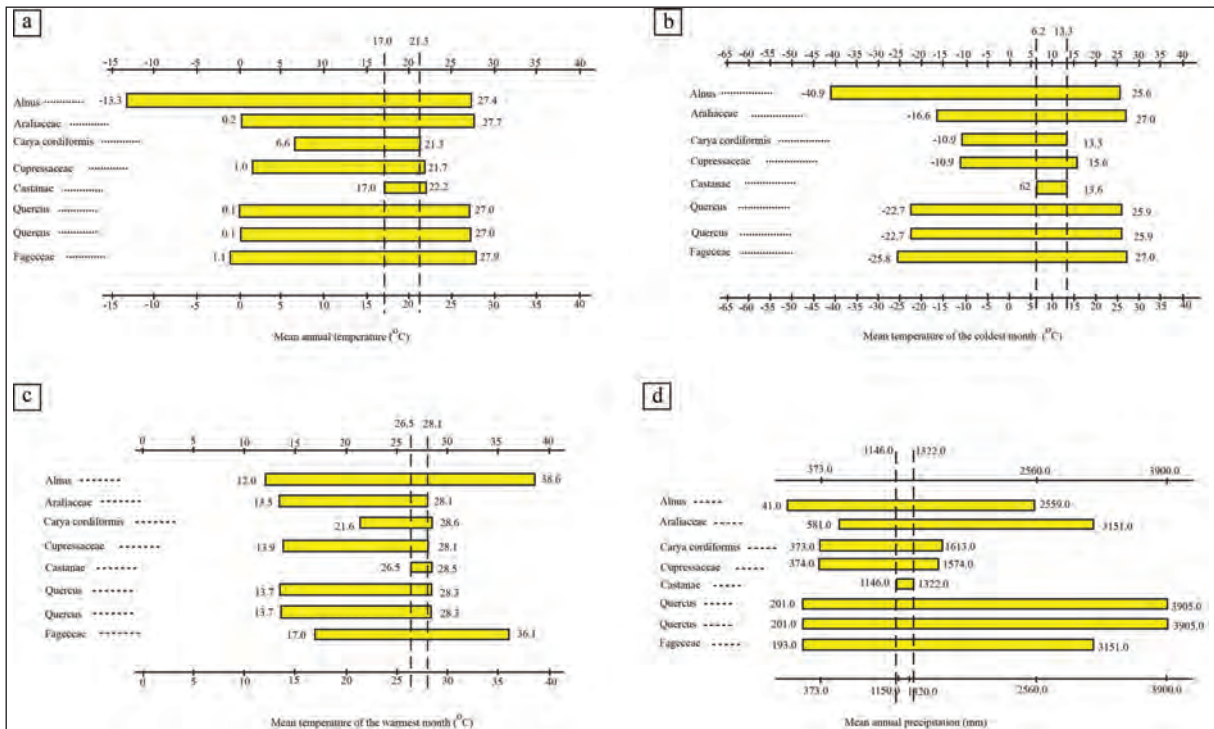 a
17.0 21.3
-15 -10 -5 0 5 10 15 20 25 30 35 40
Alnus -13.3 27.4
Araliaceae 0.2 27.7
Carya cordiformis 6.6 21.3
Cupressaceae 1.0 21.7
Castanae 17.0 22.2
Quercus 0.1 27.0
Quercus 0.1 27.0
Fageceae 1.1 27.9
-15 -10 -5 0 5 10 15 20 25 30 35 40
Mean annual temperature (°C)
b
6.2 13.3
-65 -55 -50 -45 -40 -35 -30 -25 -20 -15 -10 -5 0 5 10 15 20 25 30 35 40
Alnus -40.9 25.6
Araliaceae -16.6 27.0
Carya cordiformis -10.9 13.3
Cupressaceae -10.9 15.6
Castanae 62 13.6
Quercus -22.7 25.9
Quercus -22.7 25.9
Fageceae -25.8 27.0
-65 -55 -50 -45 -40 -35 -30 -25 -20 -15 -10 -5 0 5 10 15 20 25 30 35 40
Mean temperature of the coldest month (°C)
c
26.5 28.1
0 5 10 15 20 25 30 35 40
Alnus 12.0 38.6
Araliaceae 13.5 28.1
Carya cordiformis 21.6 28.6
Cupressaceae 13.9 28.1
Castanae 26.5 28.5
Quercus 13.7 28.3
Quercus 13.7 28.3
Fageceae 17.0 36.1
0 5 10 15 20 25 30 35 40
Mean temperature of the warmest month (°C)
d
1146.0 1322.0
373.0 2560.0 3900.0
Alnus 41.0 2559.0
Araliaceae 581.0 3151.0
Carya cordiformis 373.0 1613.0
Cupressaceae 374.0 1574.0
Castanae 1146.0 1322.0
Quercus 201.0 3905.0
Quercus 201.0 3905.0
Fageceae 193.0 3151.0
373.0 1150.0 1320.0 2560.0 3900.0
Mean annual precipitation (mm)